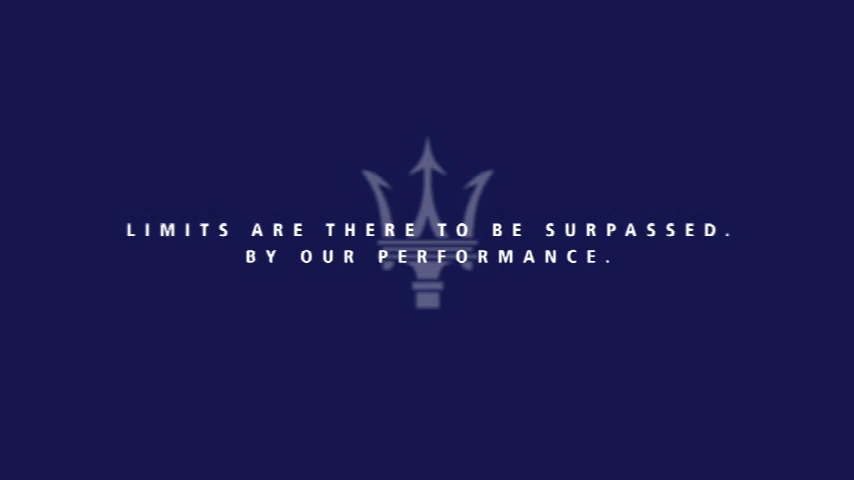 LIMITS ARE THERE TO BE SURPASSED.
BY OUR PERFORMANCE.